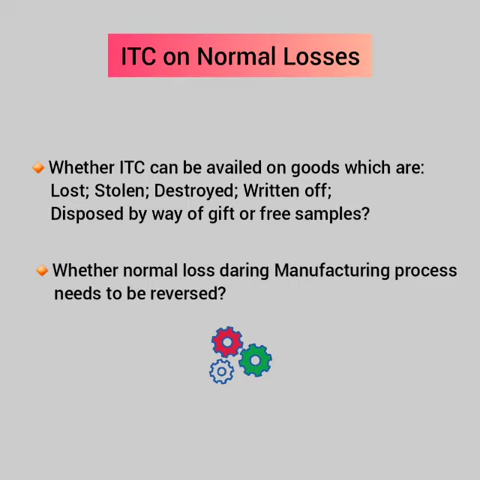 ITC on Normal Losses
Whether ITC can be availed on goods which are:
Lost; Stolen; Destroyed; Written off;
Disposed by way of gift or free samples?
Whether normal loss daring Manufacturing process
needs to be reversed?